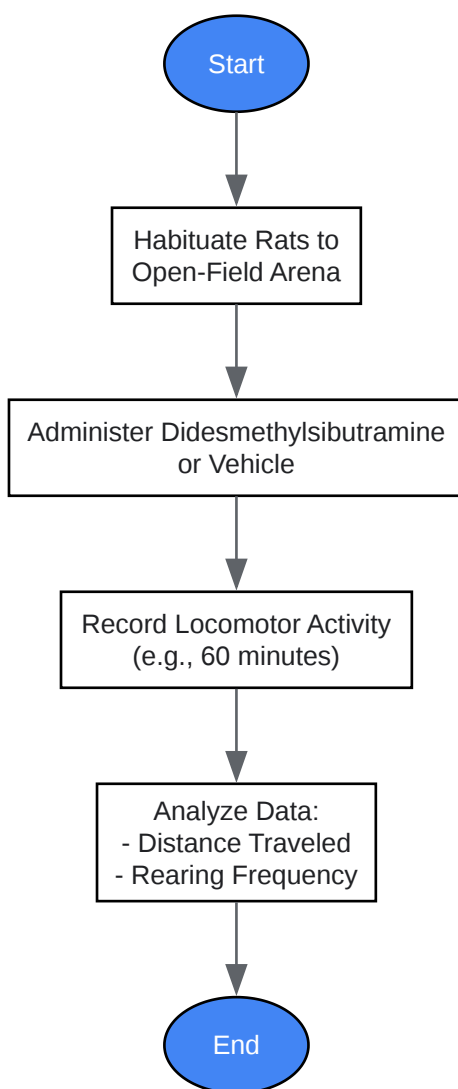 Start
Habituate Rats to
Open-Field Arena
Administer Didesmethylsibutramine
or Vehicle
Record Locomotor Activity
(e.g., 60 minutes)
Analyze Data:
- Distance Traveled
- Rearing Frequency
End